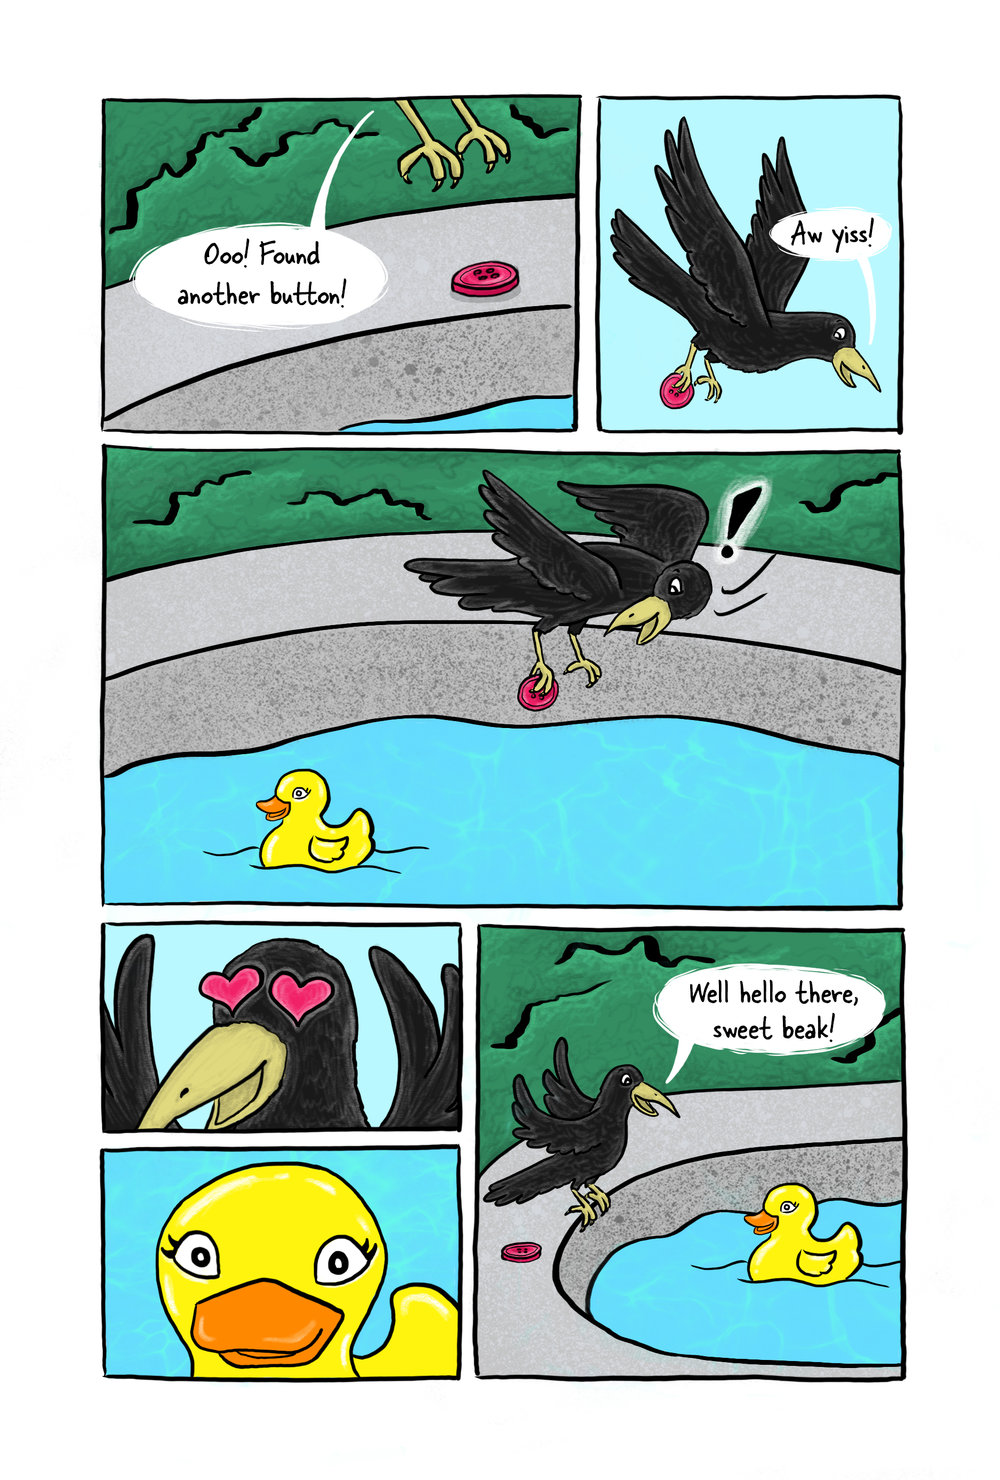 Ooo! Found
another button!
Aw yiss!
!
Well hello there,
sweet beak!